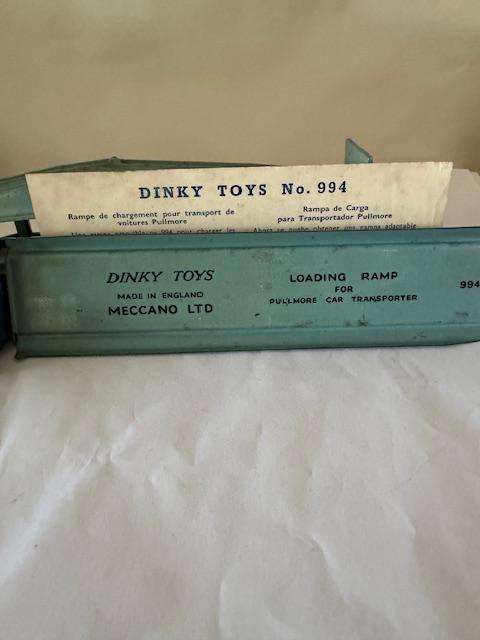 DINKY TOYS No. 994
Rampe de chargement pour transport de
voitures Pullmore
Rampa de Carga
para Transportador Pullmore
DINKY TOYS
MADE IN ENGLAND
MECCANO LTD
LOADING RAMP
FOR
PULLMORE CAR TRANSPORTER
994